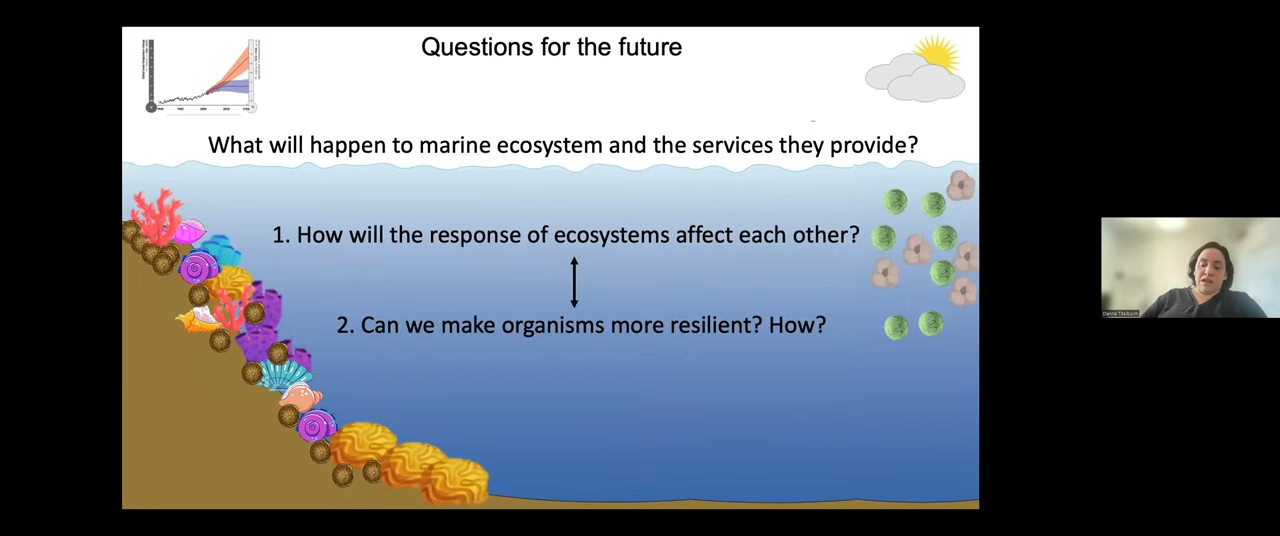 Questions for the future
What will happen to marine ecosystem and the services they provide?
1. How will the response of ecosystems affect each other?
2. Can we make organisms more resilient? How?